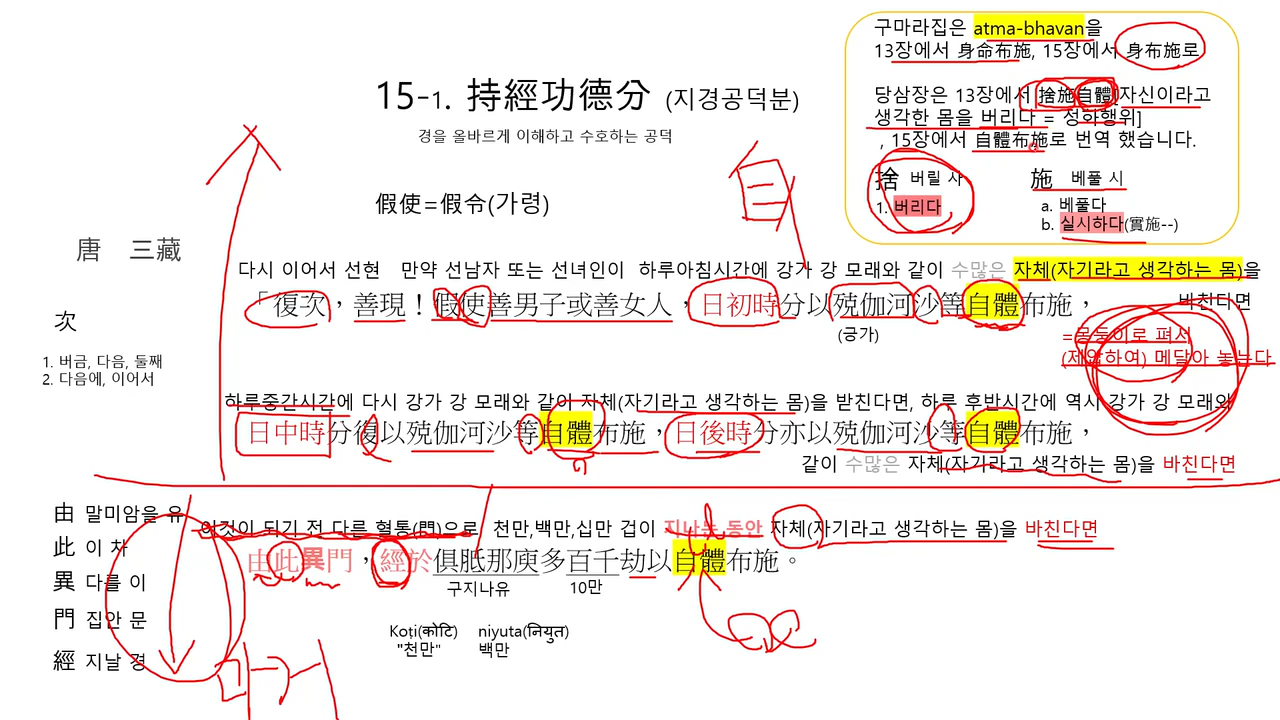 구마라집은 atma-bhavan을
13장에서 身命布施, 15장에서 身布施로
당삼장은 13장에서 捨施自體[자신이라고
생각한 몸을 버리다 = 성화행위]
, 15장에서 自體布施로 번역 했습니다.
捨 버릴 사
1. 버리다
施 베풀 시
a. 베풀다
b. 실시하다(實施--)
15-1. 持經功德分 (지경공덕분)
경을 올바르게 이해하고 수호하는 공덕
假使=假令(가령)
自
唐 三藏
次
1. 버금, 다음, 둘째
2. 다음에, 이어서
다시 이어서 선현 만약 선남자 또는 선녀인이 하루아침시간에 강가 강 모래와 같이 수많은 자체(자기라고 생각하는 몸)을
「復次，善現！假使善男子或善女人，日初時分以殑伽河沙等自體布施，
바친다면
(긍가)
=몽둥이로 펴서
(제압하여) 메달아 놓는다
하루중간시간에 다시 강가 강 모래와 같이 자체(자기라고 생각하는 몸)을 받친다면, 하루 후반시간에 역시 강가 강 모래와
日中時分復以殑伽河沙等自體布施，日後時分亦以殑伽河沙等自體布施，
같이 수많은 자체(자기라고 생각하는 몸)을 바친다면
이것이 되기 전 다른 혈통(門)으로 천만,백만,십만 겁이 지나는 동안 자체(자기라고 생각하는 몸)을 바친다면
由此異門，經於俱胝那庾多百千劫以自體布施。
구지나유
10만
Koṭi(कोटि) niyuta(नियुत)
"천만" 백만
由 말미암을 유
此 이 차
異 다를 이
門 집안 문
經 지날 경